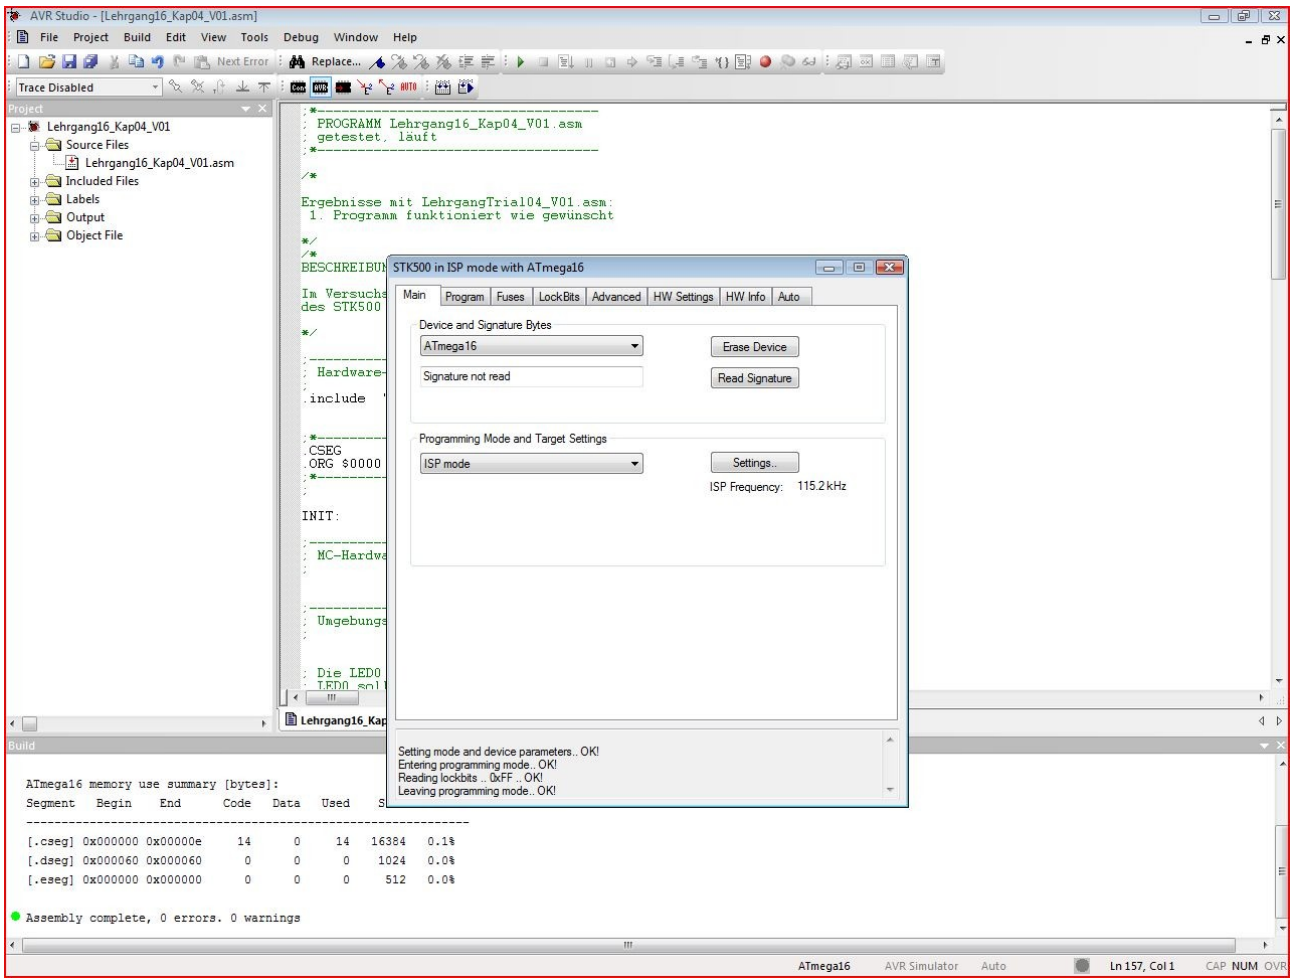 AVR Studio - [Lehrgang16_Kap04_V01.asm]
File Project Build Edit View Tools Debug Window Help
Next Error Replace... AUTO
Trace Disabled Con AVR AUTO
Project
Lehrgang16_Kap04_V01
Source Files
Lehrgang16_Kap04_V01.asm
Included Files
Labels
Output
Object File
;*----------------------------------------
; PROGRAMM Lehrgang16_Kap04_V01.asm
; getestet, läuft
;*----------------------------------------
/*
Ergebnisse mit LehrgangTrial04_V01.asm:
1. Programm funktioniert wie gewünscht
*/
/*
BESCHREIBUN
Im Versuchs
des STK500
*/
;-----------
; Hardware-
;
.include "
;*----------
.CSEG
.ORG $0000
;*----------
;
INIT:
;-----------
; MC-Hardwa
;
;-----------
; Umgebungs
;
; Die LED0
; LED0 soll
Lehrgang16_Kap
STK500 in ISP mode with ATmega16
Main Program Fuses LockBits Advanced HW Settings HW Info Auto
Device and Signature Bytes
ATmega16 Erase Device
Signature not read Read Signature
Programming Mode and Target Settings
ISP mode Settings..
ISP Frequency: 115.2 kHz
Setting mode and device parameters.. OK!
Entering programming mode.. OK!
Reading lockbits .. 0xFF .. OK!
Leaving programming mode.. OK!
Build
ATmega16 memory use summary [bytes]:
Segment Begin End Code Data Used S
---------------------------------------------------------------
[.cseg] 0x000000 0x00000e 14 0 14 16384 0.1%
[.dseg] 0x000060 0x000060 0 0 0 1024 0.0%
[.eseg] 0x000000 0x000000 0 0 0 512 0.0%
Assembly complete, 0 errors. 0 warnings
ATmega16 AVR Simulator Auto Ln 157, Col 1 CAP NUM OVR